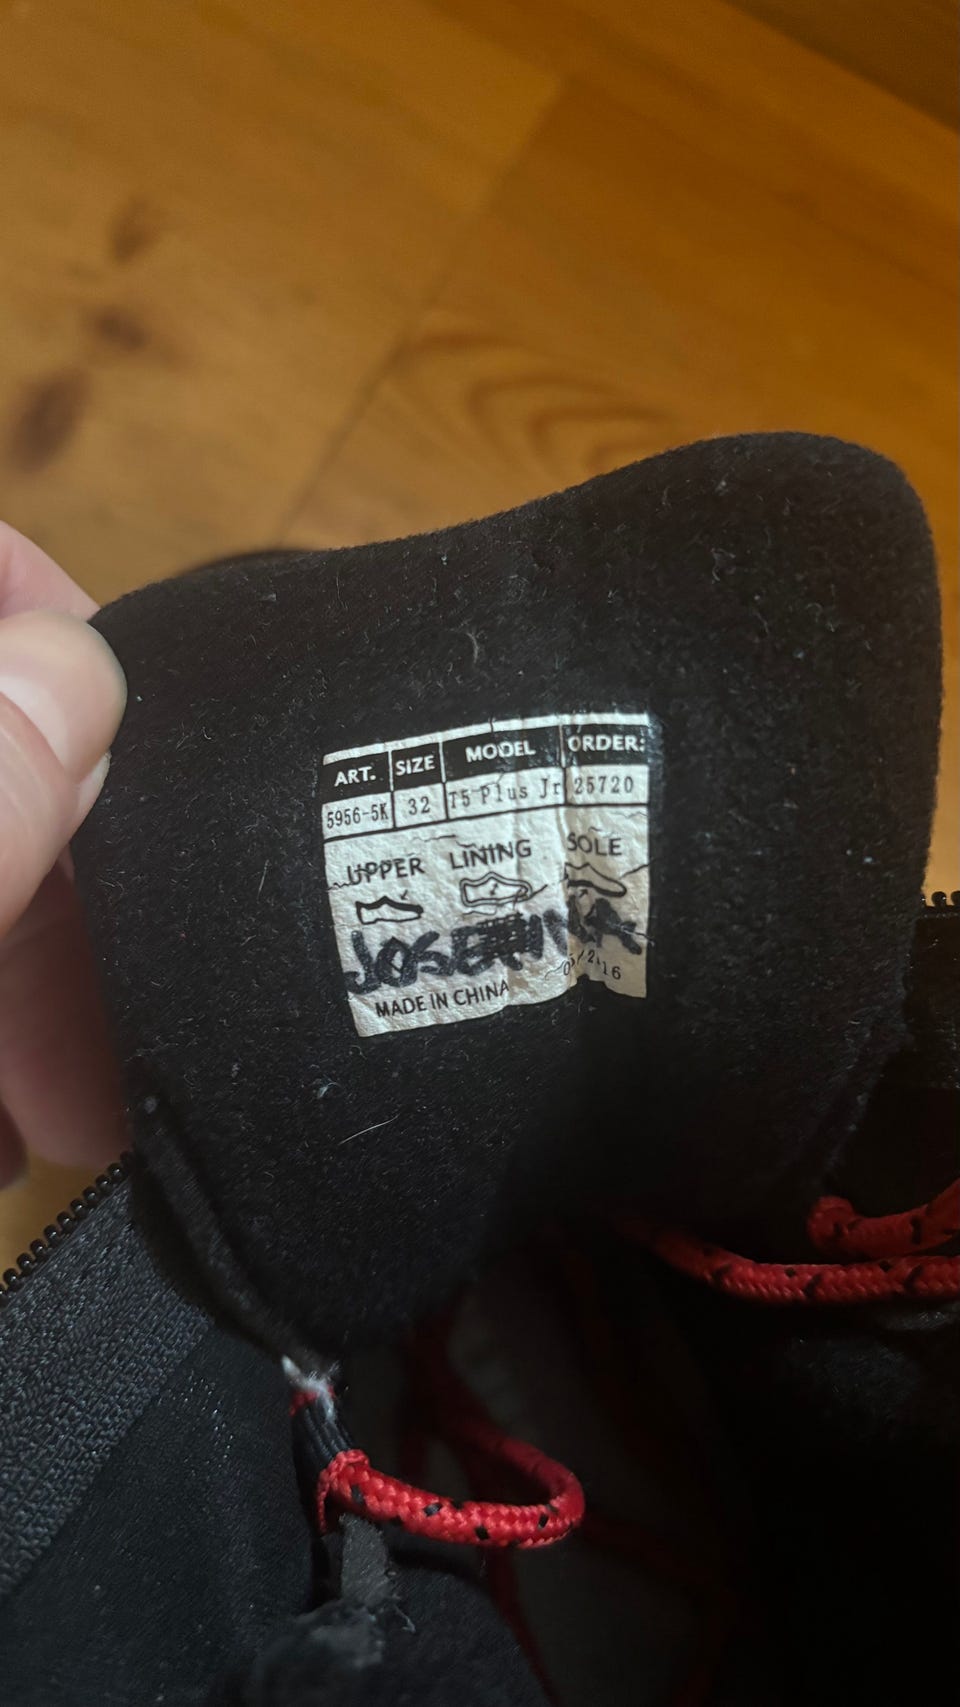 ART. SIZE MODEL ORDER:
5956-5K 32 T5 Plus Jr 25720
UPPER LINING SOLE
MADE IN CHINA